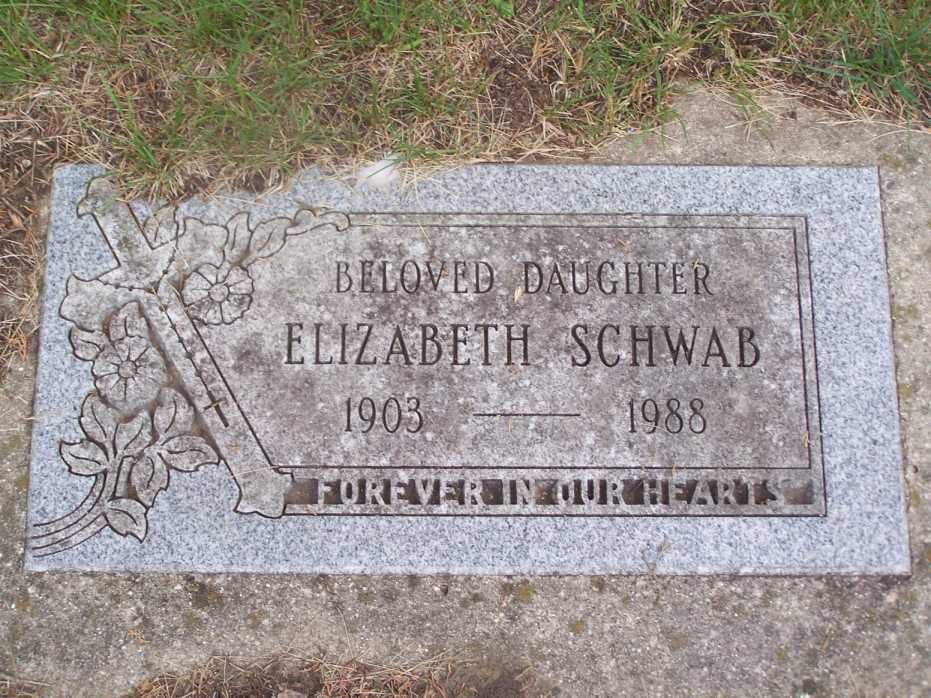 BELOVED DAUGHTER
ELIZABETH SCHWAB
1903 — 1988
FOREVER IN OUR HEARTS